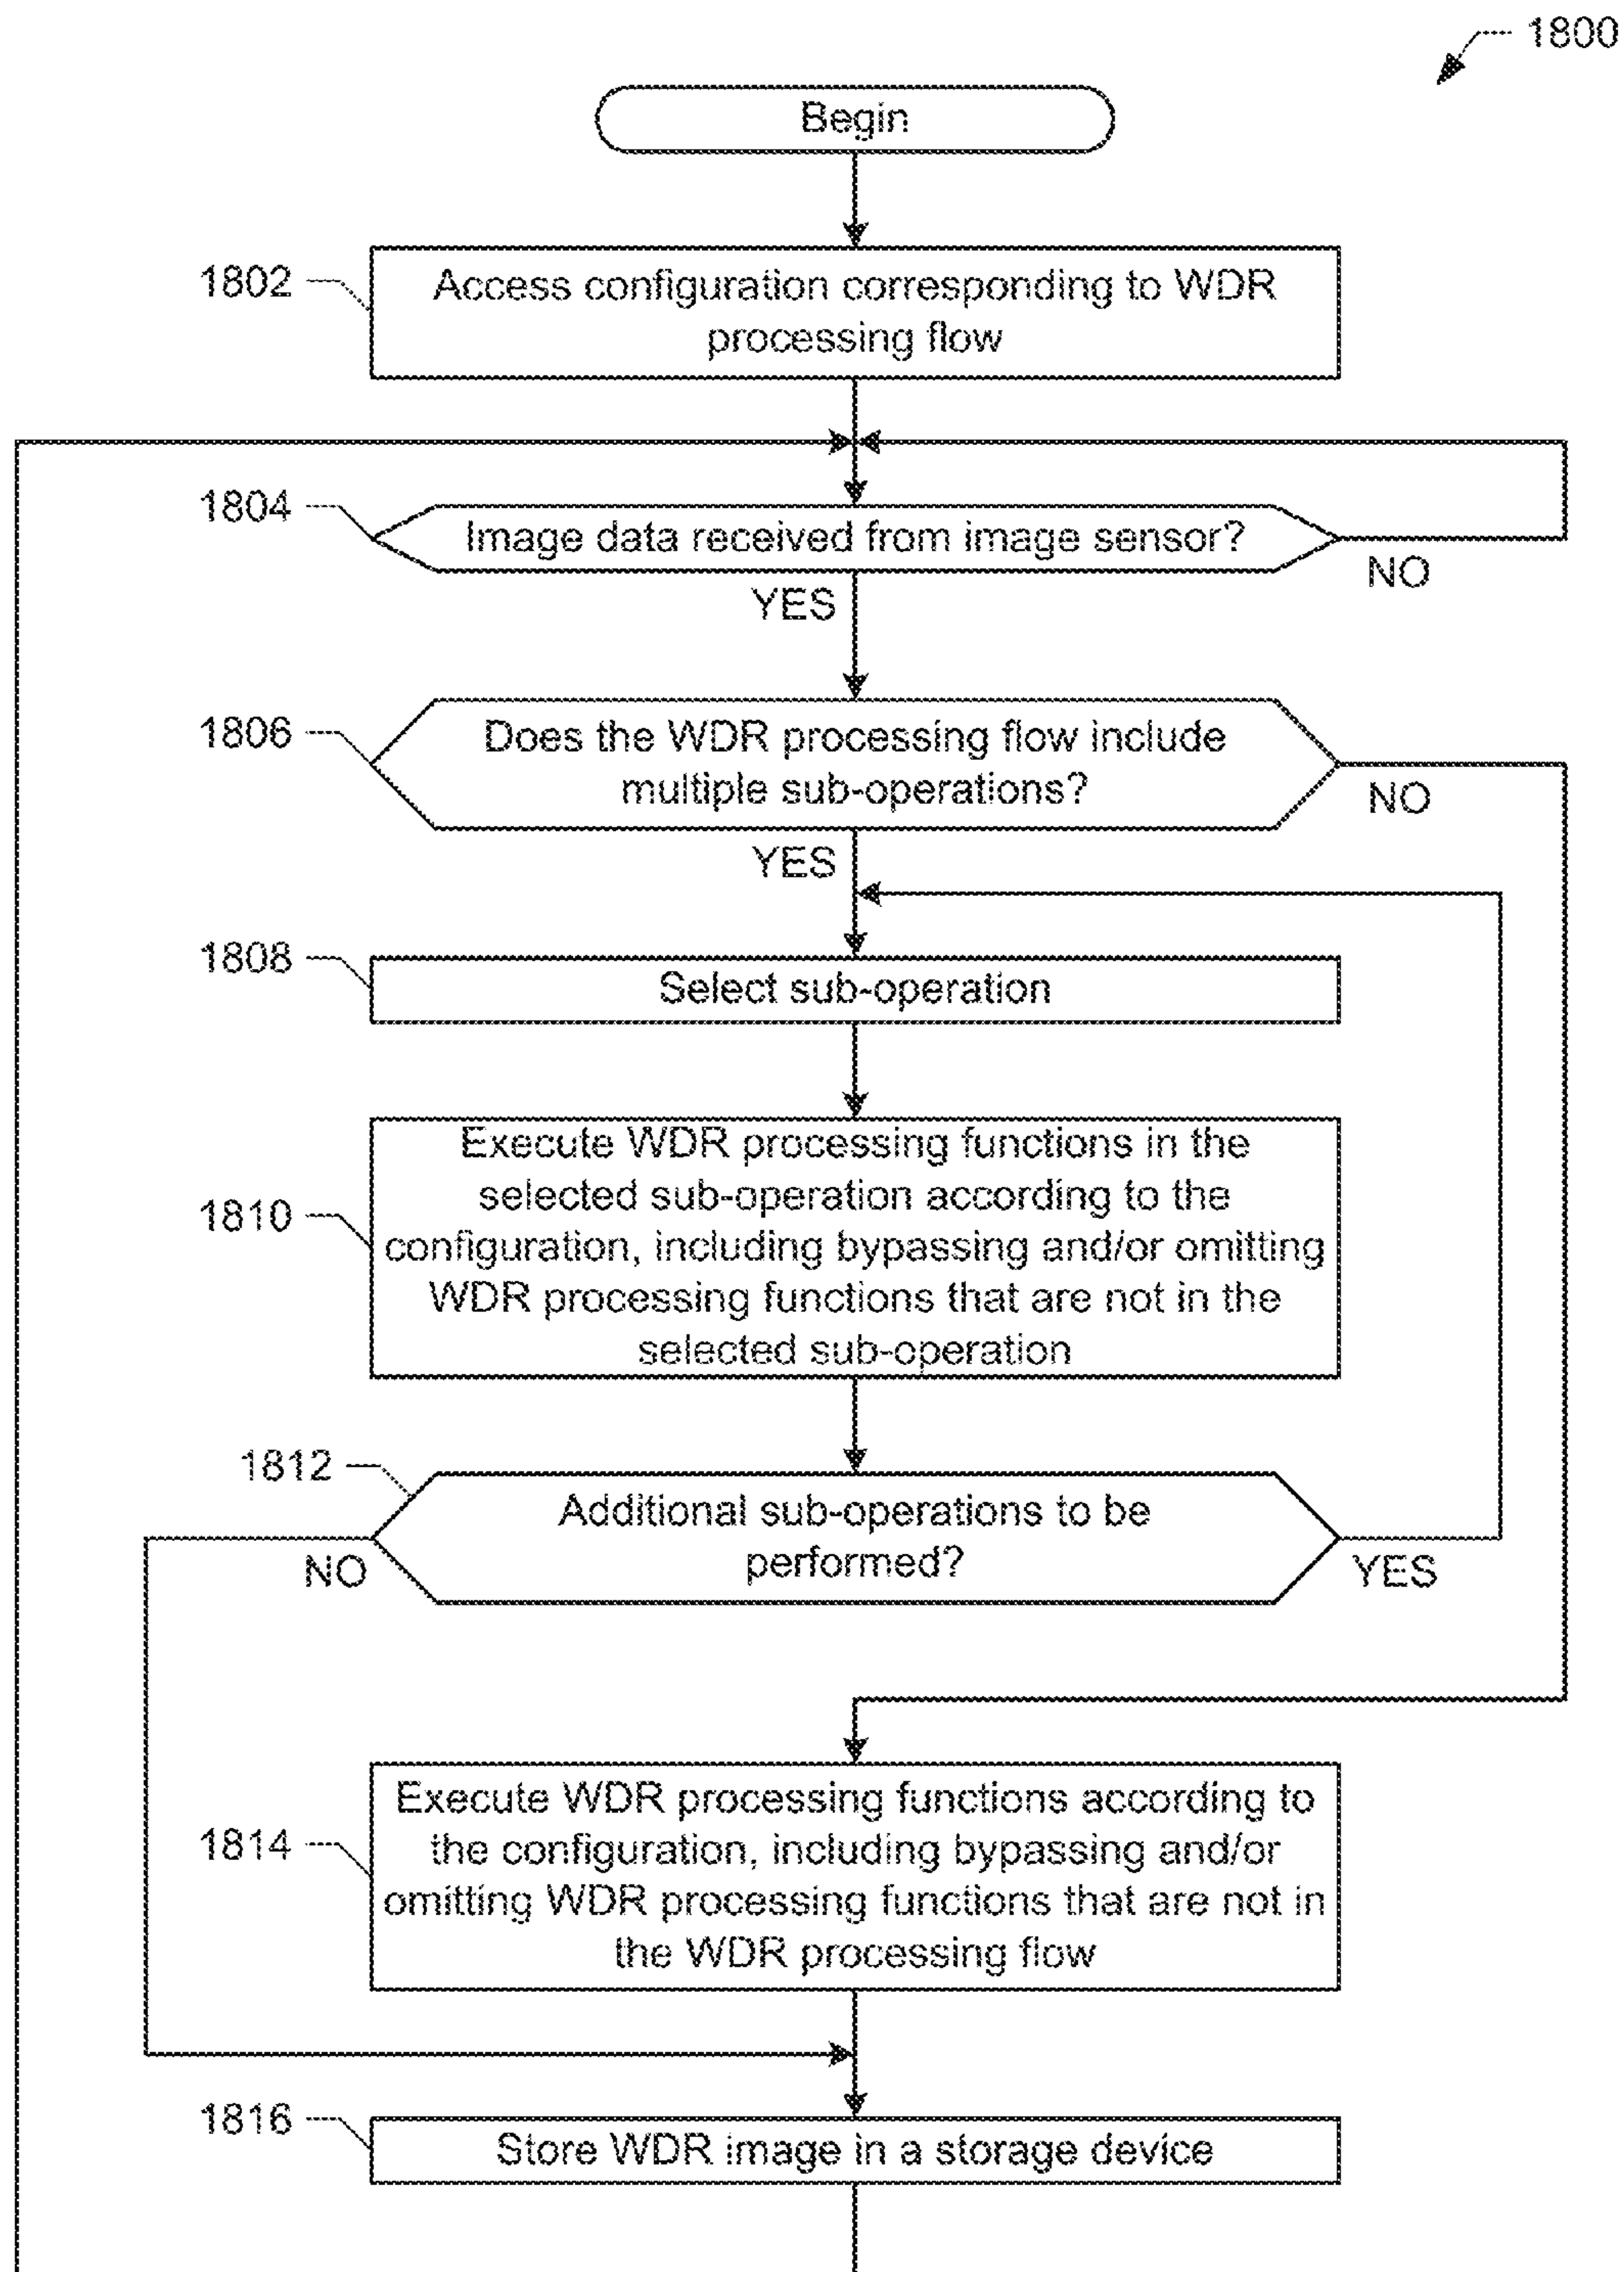 1800
Begin
1802
Access configuration corresponding to WDR
processing flow
1804
Image data received from image sensor?
NO
YES
1806
Does the WDR processing flow include
multiple sub-operations?
NO
YES
1808
Select sub-operation
1810
Execute WDR processing functions in the
selected sub-operation according to the
configuration, including bypassing and/or omitting
WDR processing functions that are not in the
selected sub-operation
1812
Additional sub-operations to be
performed?
NO
YES
1814
Execute WDR processing functions according to
the configuration, including bypassing and/or
omitting WDR processing functions that are not in
the WDR processing flow
1816
Store WDR image in a storage device